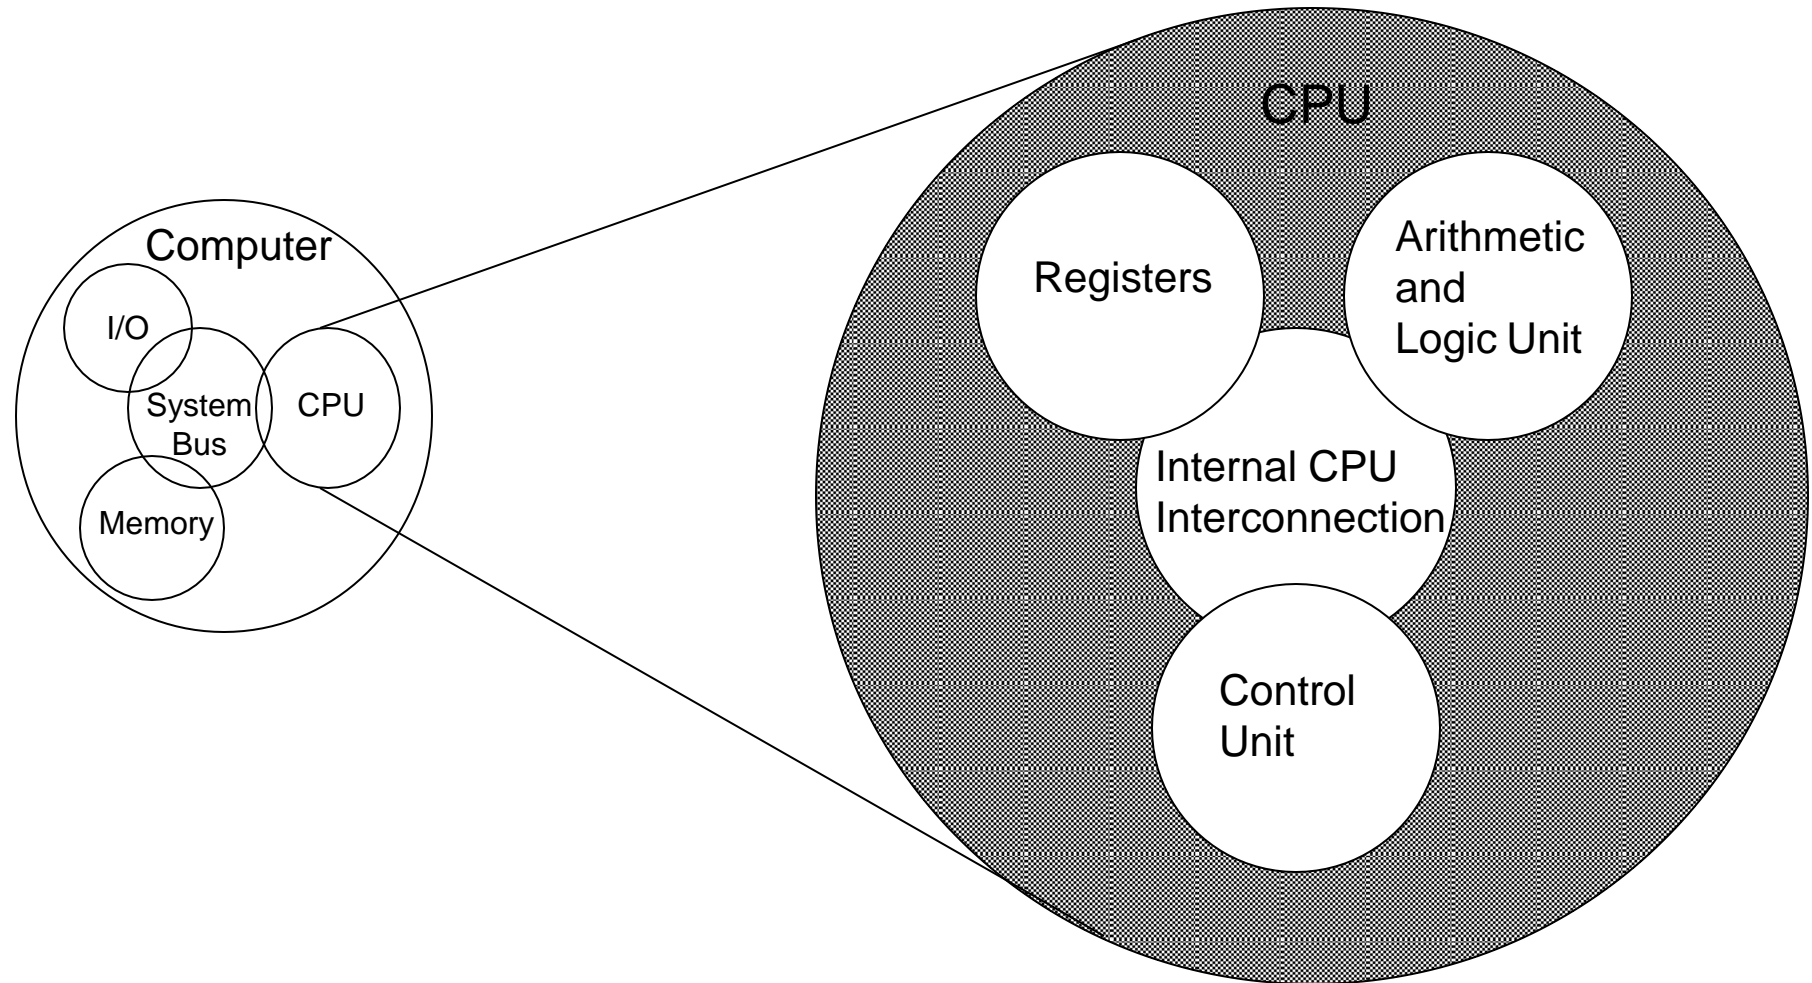 Computer
I/O
System
Bus
CPU
Memory
CPU
Registers
Arithmetic
and
Logic Unit
Internal CPU
Interconnection
Control
Unit